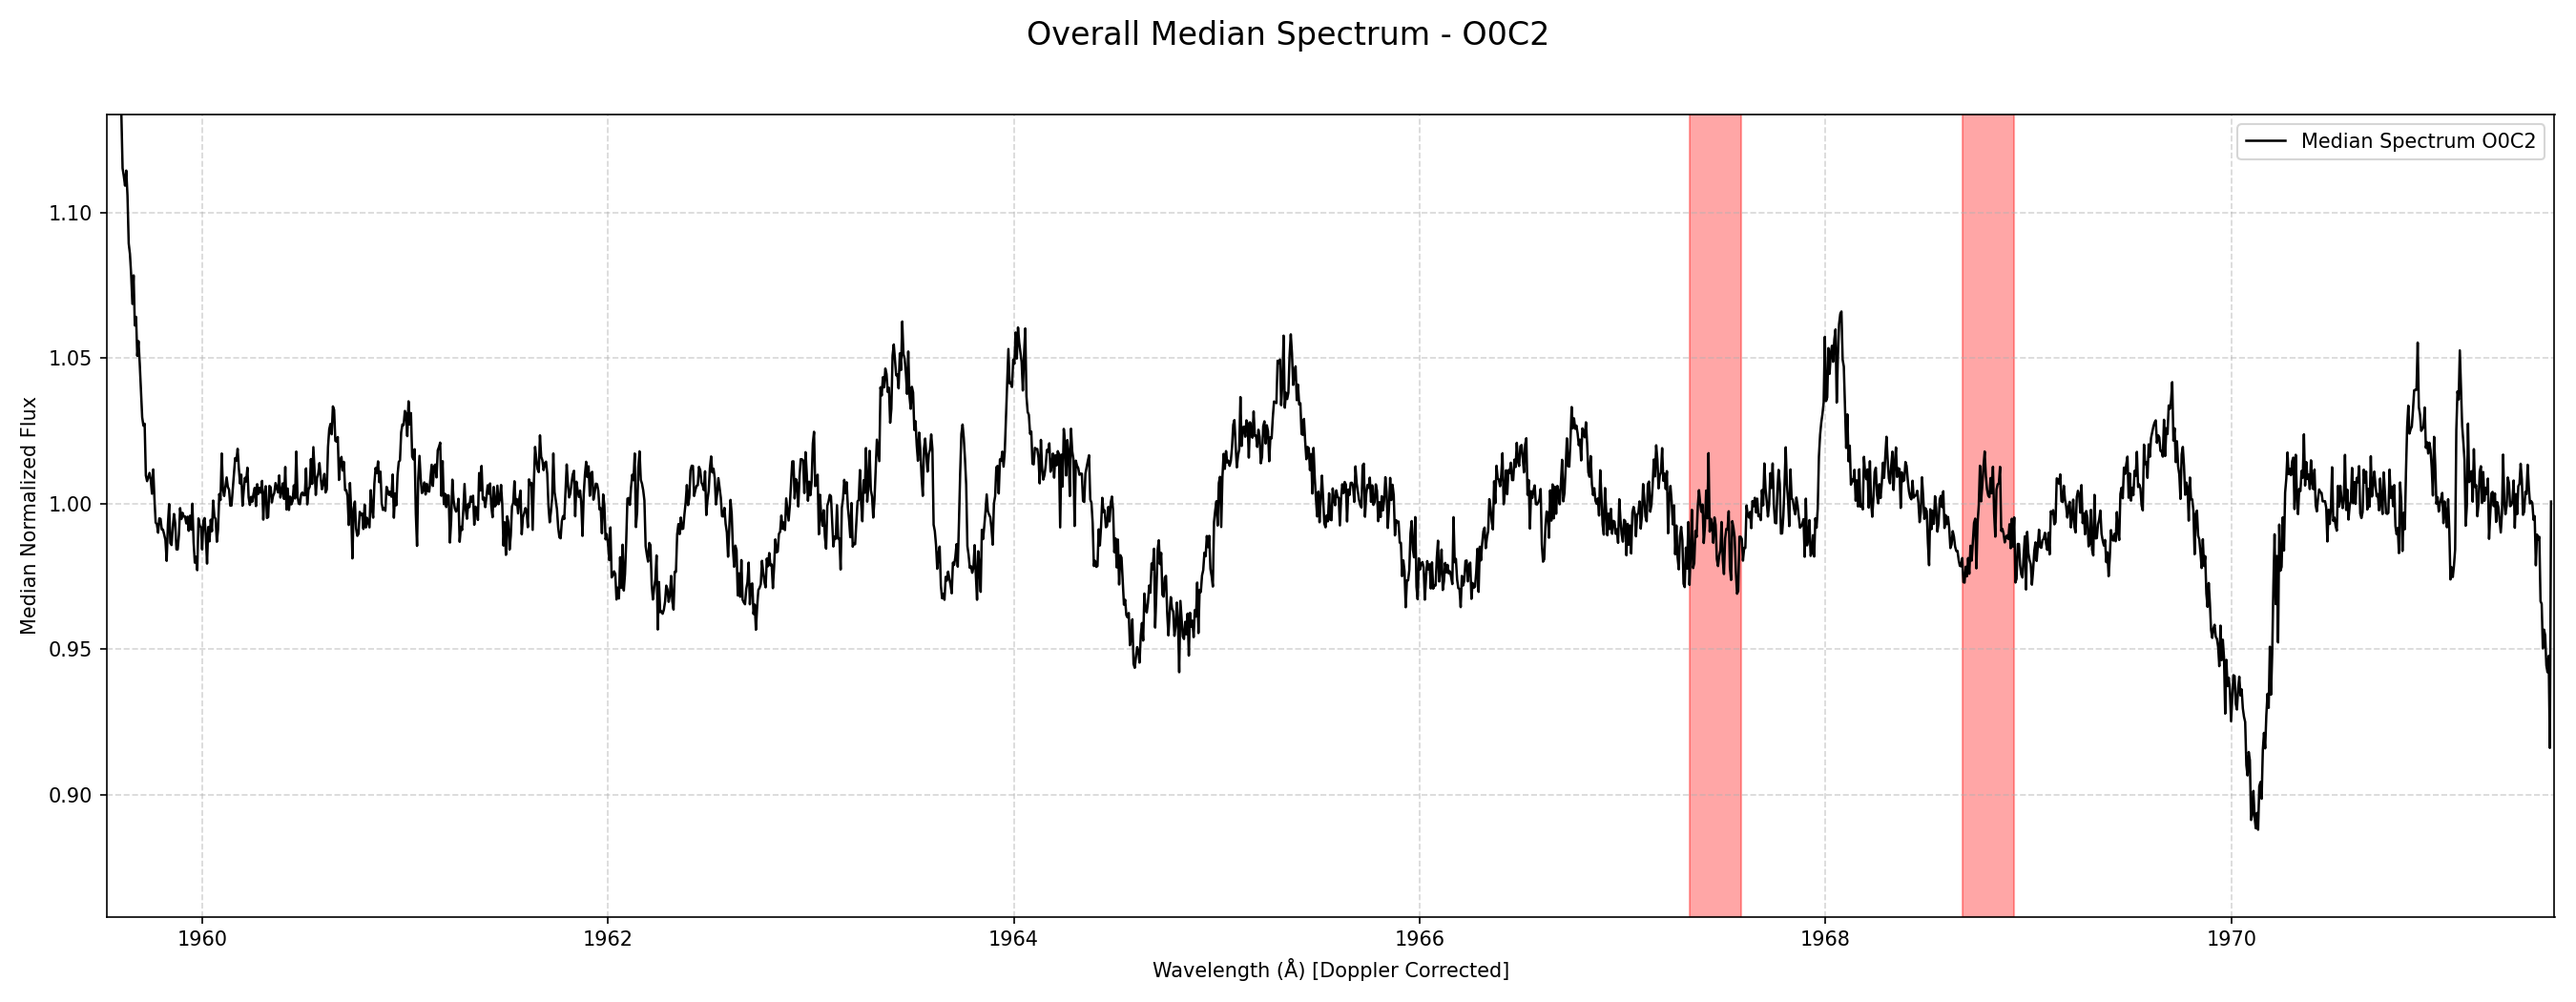 Overall Median Spectrum - O0C2
Median Spectrum O0C2
Median Normalized Flux
1.10
1.05
1.00
0.95
0.90
1960
1962
1964
1966
1968
1970
Wavelength (Å) [Doppler Corrected]